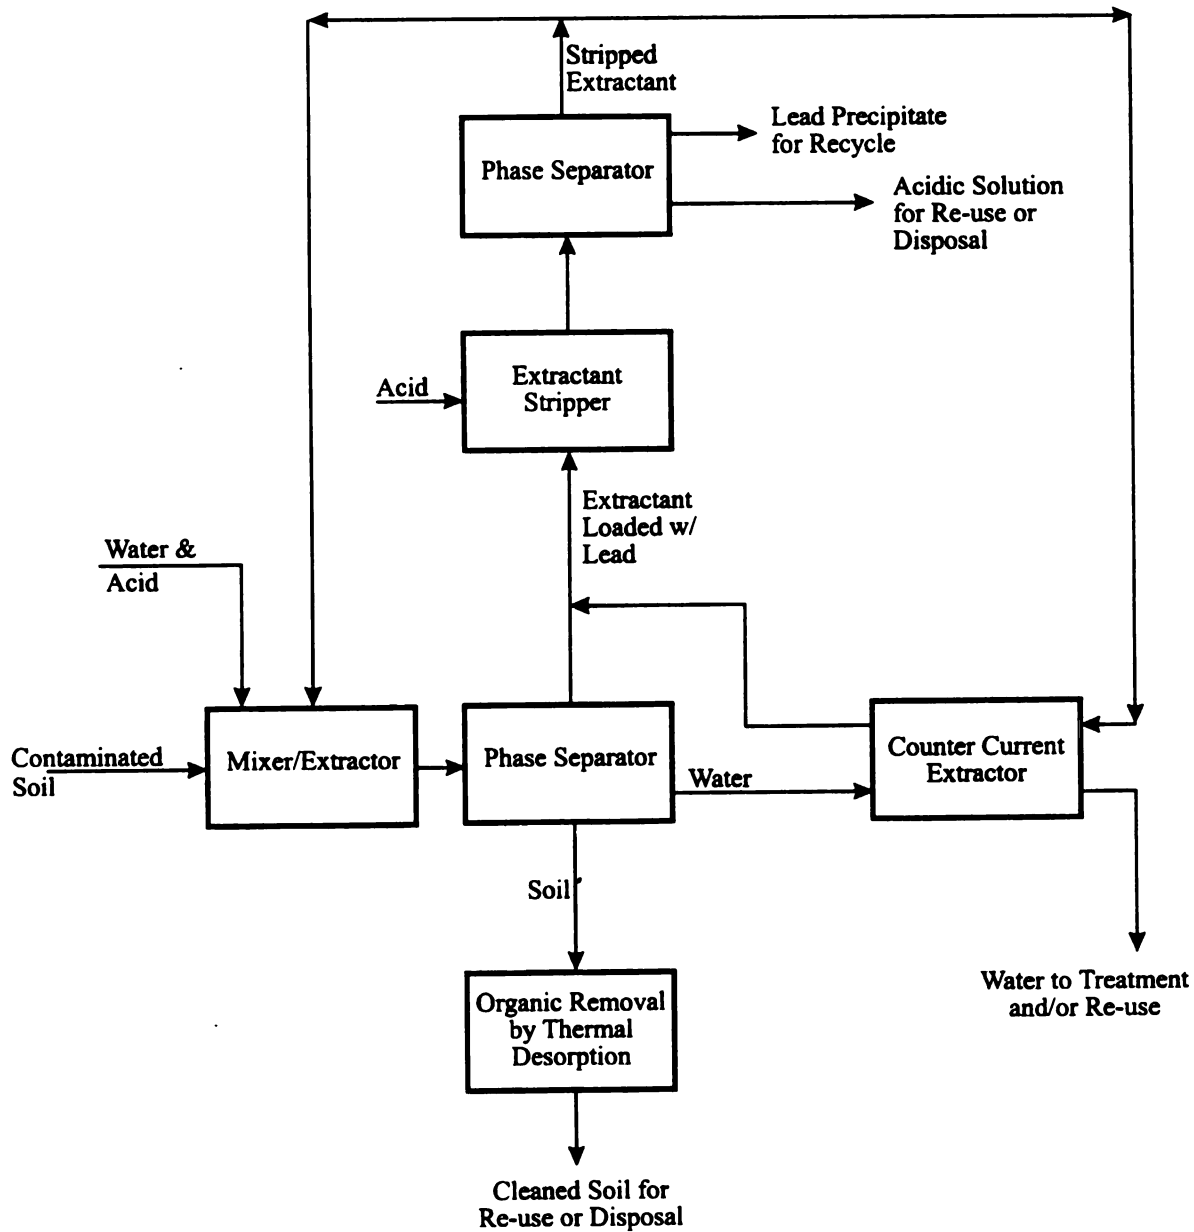 Stripped
Extractant
Phase Separator
Lead Precipitate
for Recycle
Acidic Solution
for Re-use or
Disposal
Acid
Extractant
Stripper
Extractant
Loaded w/
Lead
Water &
Acid
Contaminated
Soil
Mixer/Extractor
Phase Separator
Water
Counter Current
Extractor
Soil
Organic Removal
by Thermal
Desorption
Water to Treatment
and/or Re-use
Cleaned Soil for
Re-use or Disposal